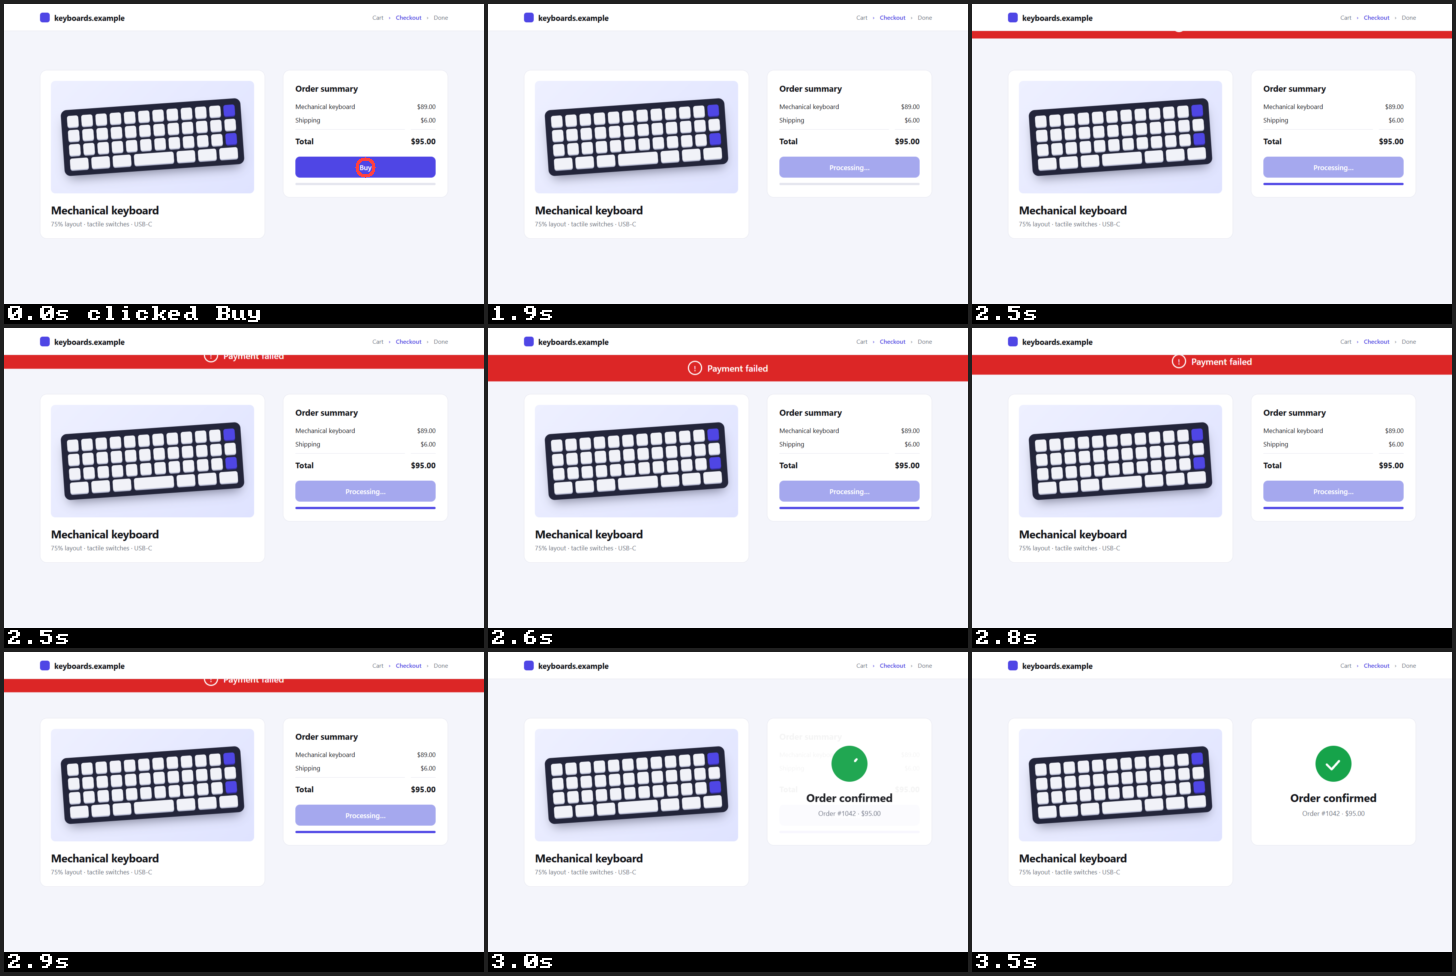 keyboards.example
Cart • Checkout • Done
Order summary
Mechanical keyboard $89.00
Shipping $6.00
Total $95.00
Buy
Mechanical keyboard
75% layout · tactile switches · USB-C
0.0s clicked Buy
keyboards.example
Cart • Checkout • Done
Order summary
Mechanical keyboard $89.00
Shipping $6.00
Total $95.00
Processing...
Mechanical keyboard
75% layout · tactile switches · USB-C
1.9s
keyboards.example
Cart • Checkout • Done
Order summary
Mechanical keyboard $89.00
Shipping $6.00
Total $95.00
Processing...
Mechanical keyboard
75% layout · tactile switches · USB-C
2.5s
keyboards.example
Cart • Checkout • Done
Payment failed
Order summary
Mechanical keyboard $89.00
Shipping $6.00
Total $95.00
Processing...
Mechanical keyboard
75% layout · tactile switches · USB-C
2.5s
keyboards.example
Cart • Checkout • Done
! Payment failed
Order summary
Mechanical keyboard $89.00
Shipping $6.00
Total $95.00
Processing...
Mechanical keyboard
75% layout · tactile switches · USB-C
2.6s
keyboards.example
Cart • Checkout • Done
! Payment failed
Order summary
Mechanical keyboard $89.00
Shipping $6.00
Total $95.00
Processing...
Mechanical keyboard
75% layout · tactile switches · USB-C
2.8s
keyboards.example
Cart • Checkout • Done
Payment failed
Order summary
Mechanical keyboard $89.00
Shipping $6.00
Total $95.00
Processing...
Mechanical keyboard
75% layout · tactile switches · USB-C
2.9s
keyboards.example
Cart • Checkout • Done
Order summary
Order confirmed
Order #1042 · $95.00
Mechanical keyboard
75% layout · tactile switches · USB-C
3.0s
keyboards.example
Cart • Checkout • Done
Order confirmed
Order #1042 · $95.00
Mechanical keyboard
75% layout · tactile switches · USB-C
3.5s